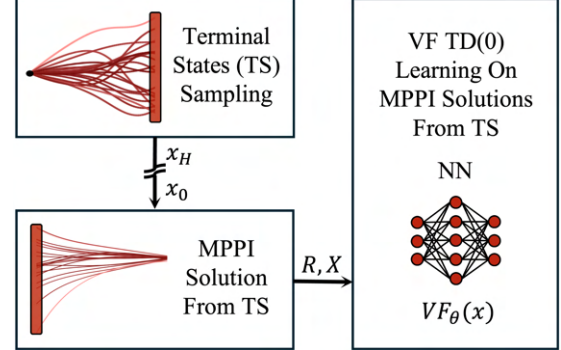 Terminal
States (TS)
Sampling
x_H
x_0
MPPI
Solution
From TS
R, X
VF TD(0)
Learning On
MPPI Solutions
From TS
NN
VF_θ(x)